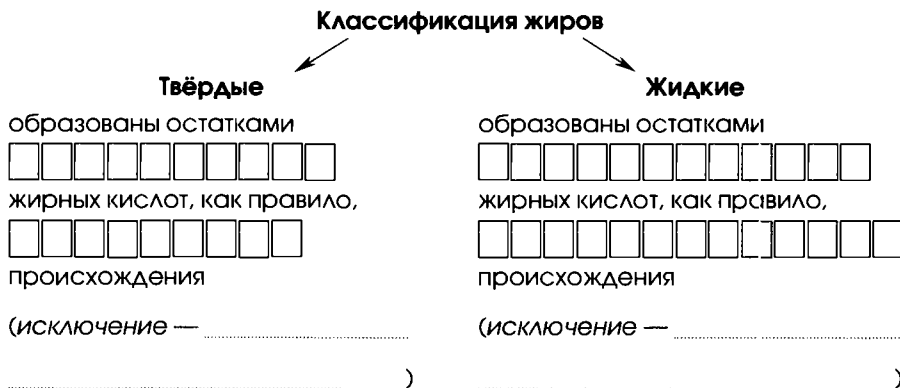 Классификация жиров
Твёрдые
образованы остатками
жирных кислот, как правило,
происхождения
(исключение —
)
Жидкие
образованы остатками
жирных кислот, как правило,
происхождения
(исключение —
)